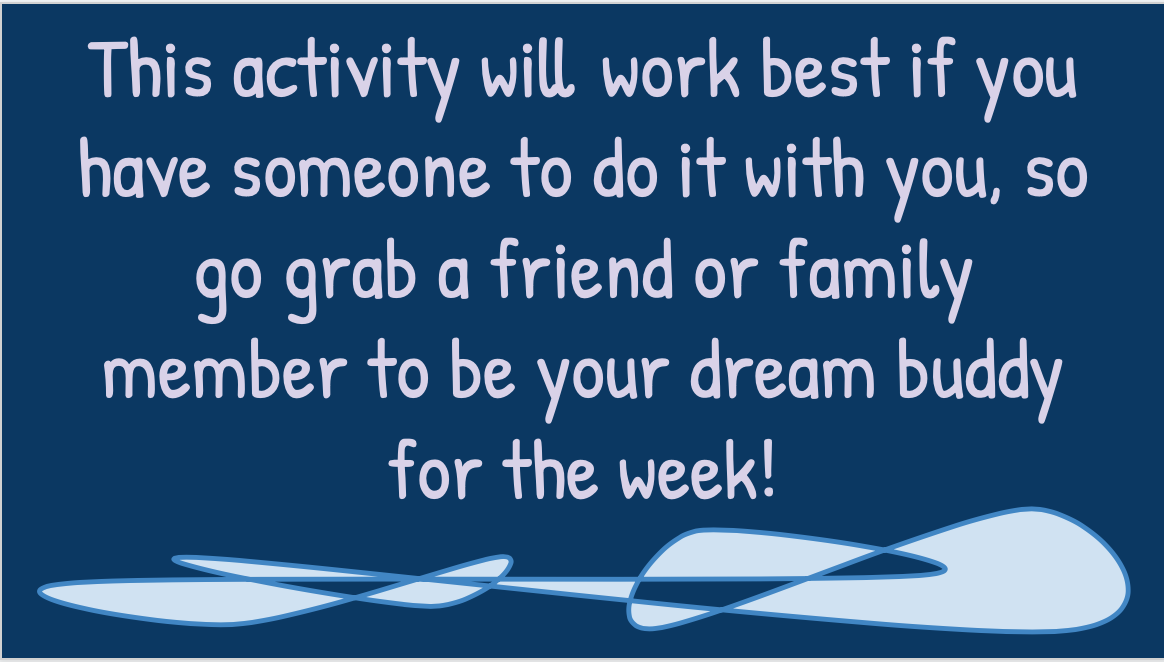 This activity will work best if you
have someone to do it with you, so
go grab a friend or family
member to be your dream buddy
for the week!